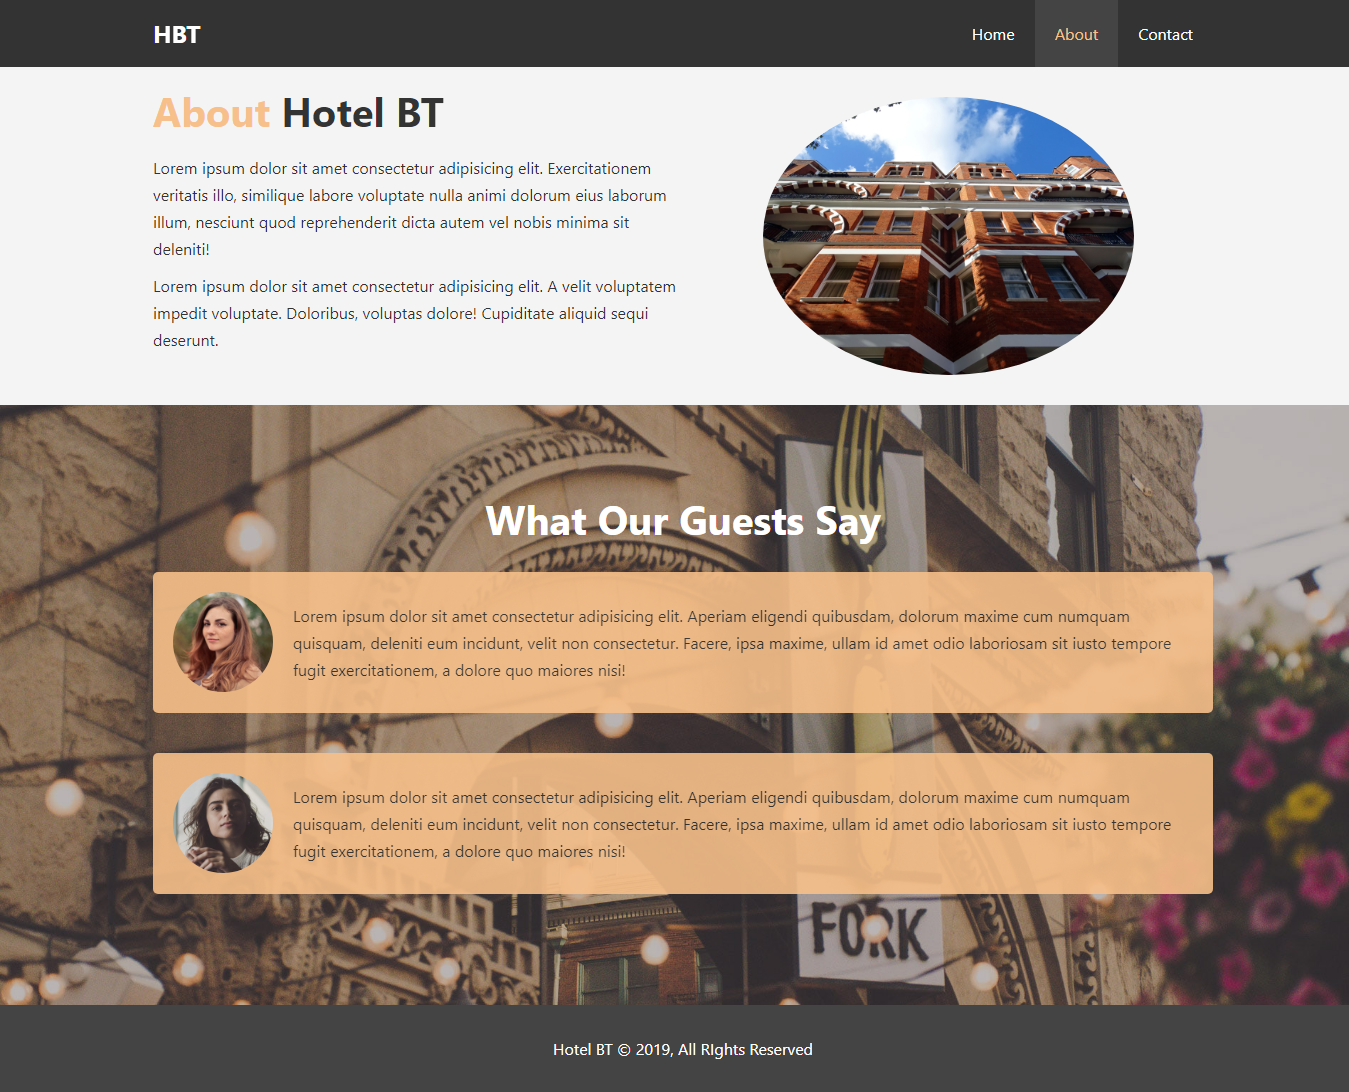 HBT
Home About Contact
About Hotel BT
Lorem ipsum dolor sit amet consectetur adipisicing elit. Exercitationem
veritatis illo, similique labore voluptate nulla animi dolorum eius laborum
illum, nesciunt quod reprehenderit dicta autem vel nobis minima sit
deleniti!
Lorem ipsum dolor sit amet consectetur adipisicing elit. A velit voluptatem
impedit voluptate. Doloribus, voluptas dolore! Cupiditate aliquid sequi
deserunt.
What Our Guests Say
Lorem ipsum dolor sit amet consectetur adipisicing elit. Aperiam eligendi quibusdam, dolorum maxime cum numquam
quisquam, deleniti eum incidunt, velit non consectetur. Facere, ipsa maxime, ullam id amet odio laboriosam sit iusto tempore
fugit exercitationem, a dolore quo maiores nisi!
Lorem ipsum dolor sit amet consectetur adipisicing elit. Aperiam eligendi quibusdam, dolorum maxime cum numquam
quisquam, deleniti eum incidunt, velit non consectetur. Facere, ipsa maxime, ullam id amet odio laboriosam sit iusto tempore
fugit exercitationem, a dolore quo maiores nisi!
FORK
Hotel BT © 2019, All RIghts Reserved